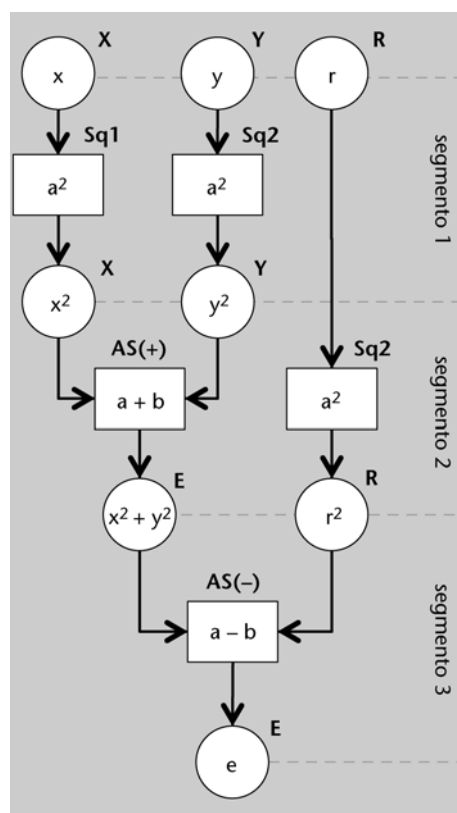 X Y R
x y r
Sq1 Sq2
a² a²
segmento 1
X Y
x² y²
AS(+) Sq2
a + b a²
segmento 2
E R
x² + y² r²
AS(–)
a – b
segmento 3
E
e